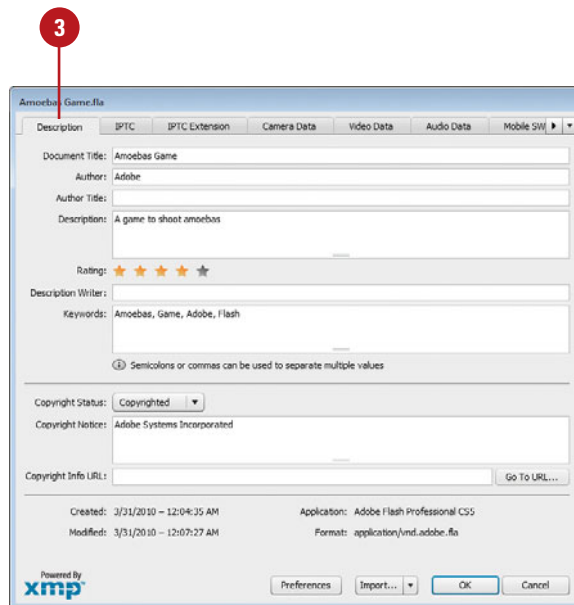 3
Amoebas Game.fla
Description IPTC IPTC Extension Camera Data Video Data Audio Data Mobile SW
Document Title: Amoebas Game
Author: Adobe
Author Title:
Description: A game to shoot amoebas
Rating:
Description Writer:
Keywords: Amoebas, Game, Adobe, Flash
Semicolons or commas can be used to separate multiple values
Copyright Status: Copyrighted
Copyright Notice: Adobe Systems Incorporated
Copyright Info URL: Go To URL...
Created: 3/31/2010 – 12:04:35 AM Application: Adobe Flash Professional CS5
Modified: 3/31/2010 – 12:07:27 AM Format: application/vnd.adobe.fla
Powered By
xmp Preferences Import... OK Cancel